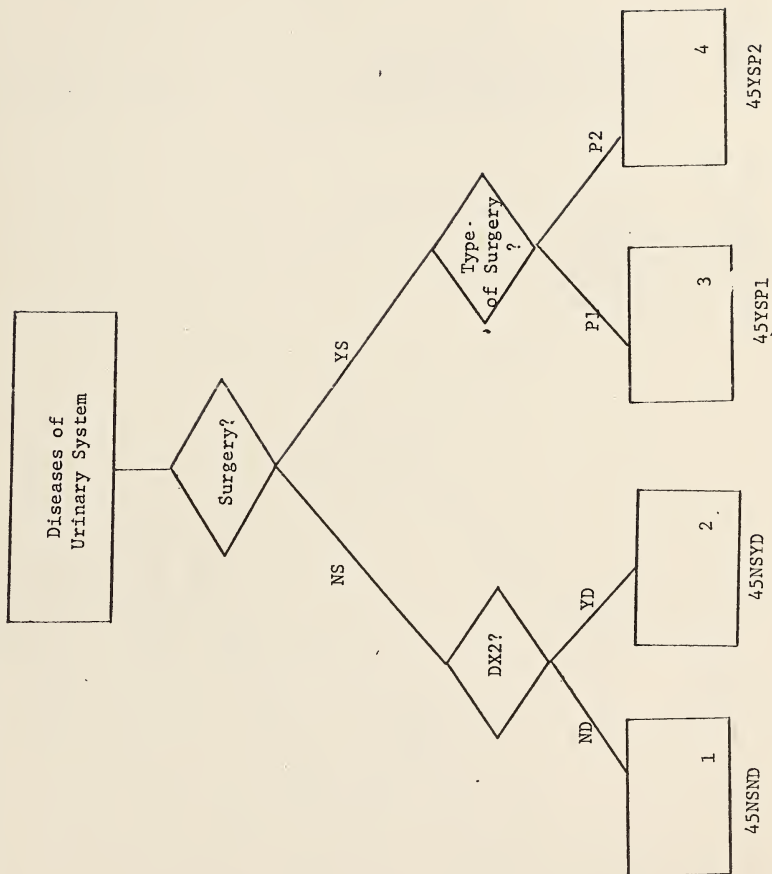 Diseases of
Urinary System
Surgery?
NS
YS
DX2?
Type
of Surgery
?
ND
YD
P1
P2
1
2
3
4
45NSND
45NSYD
45YSP1
45YSP2